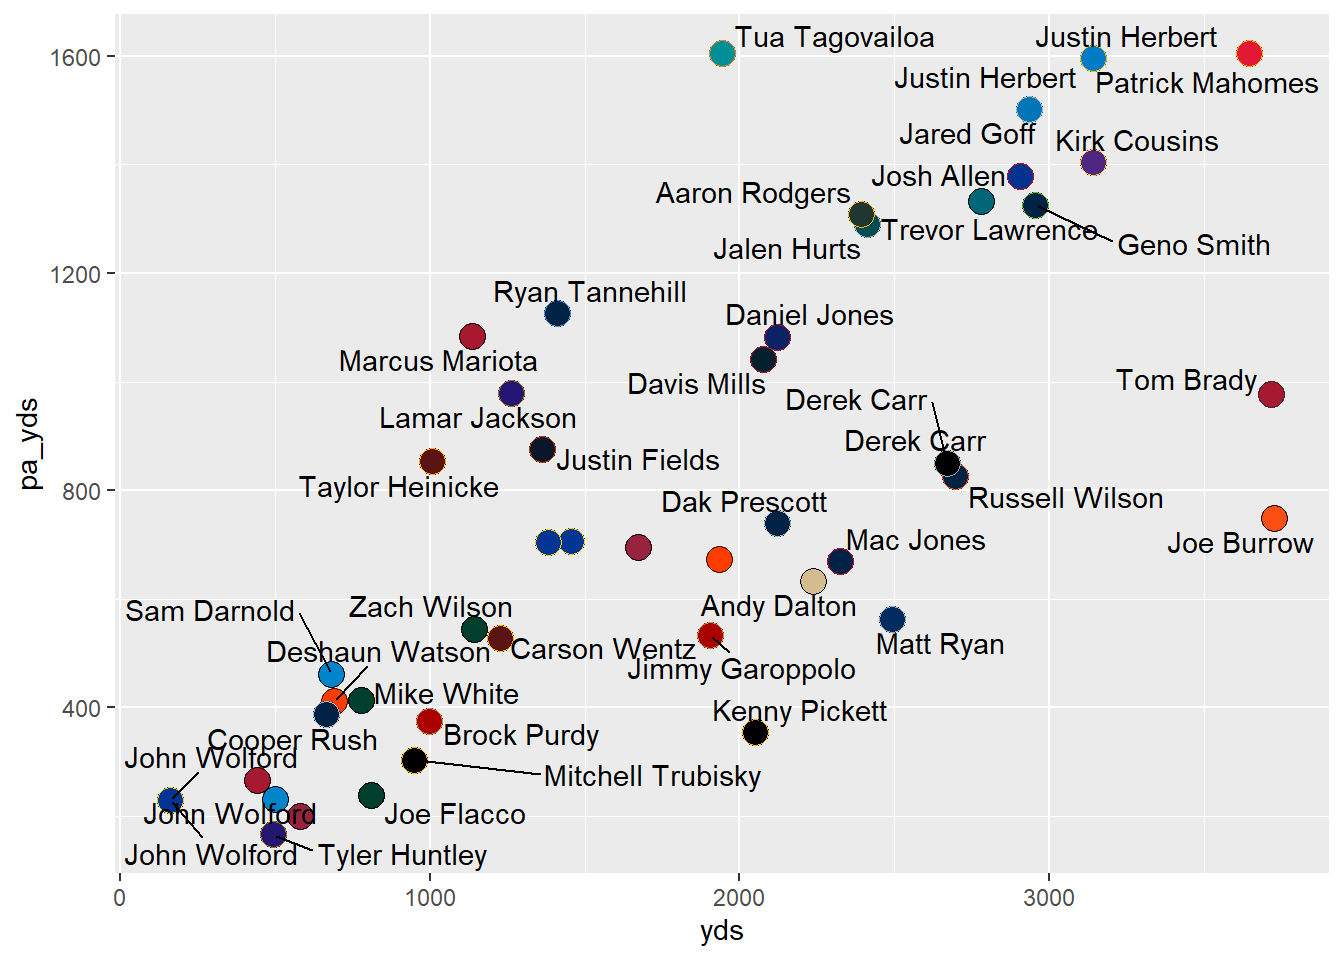 Tua Tagovailoa
Justin Herbert
1600
Justin Herbert
Patrick Mahomes
Jared Goff
Kirk Cousins
Josh Allen
Aaron Rodgers
Trevor Lawrence
Jalen Hurts
Geno Smith
1200
Ryan Tannehill
Daniel Jones
Marcus Mariota
Davis Mills
Tom Brady
Derek Carr
Lamar Jackson
Derek Carr
pa_yds
Justin Fields
Taylor Heinicke
800
Russell Wilson
Dak Prescott
Mac Jones
Joe Burrow
Sam Darnold
Zach Wilson
Andy Dalton
Deshaun Watson
Carson Wentz
Matt Ryan
Jimmy Garoppolo
Mike White
400
Kenny Pickett
Cooper Rush
Brock Purdy
John Wolford
Mitchell Trubisky
John Wolford
Joe Flacco
John Wolford
Tyler Huntley
0
1000
2000
3000
yds